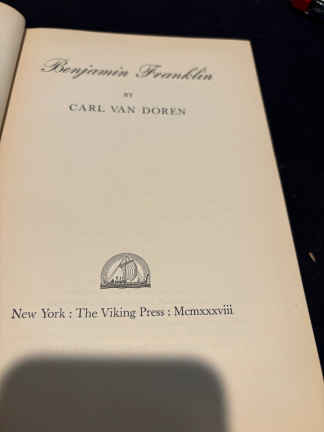 Benjamin Franklin
BY
CARL VAN DOREN
New York : The Viking Press : Mcmxxxviii